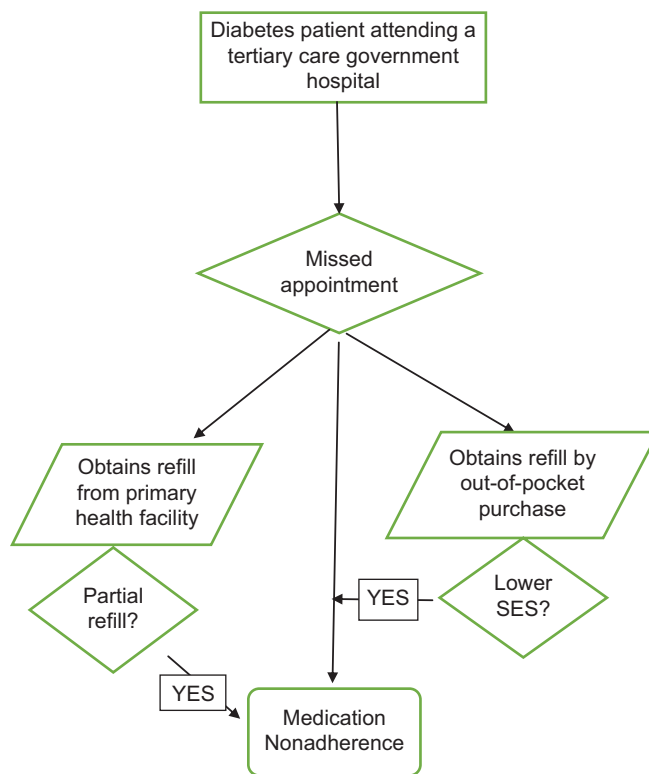 Diabetes patient attending a
tertiary care government
hospital
Missed
appointment
Obtains refill
from primary
health facility
Obtains refill by
out-of-pocket
purchase
Partial
refill?
YES
Lower
SES?
YES
Medication
Nonadherence